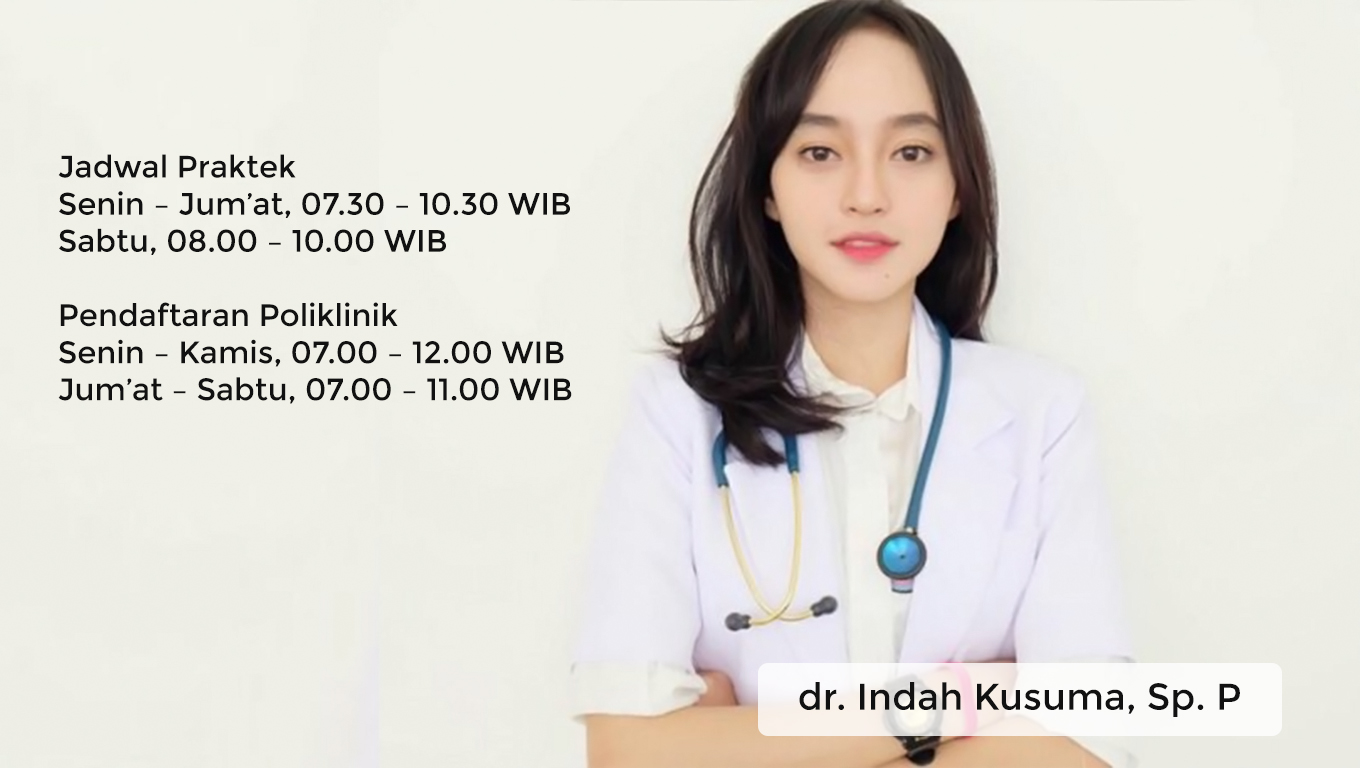 Jadwal Praktek
Senin – Jum’at, 07.30 – 10.30 WIB
Sabtu, 08.00 – 10.00 WIB
Pendaftaran Poliklinik
Senin – Kamis, 07.00 – 12.00 WIB
Jum’at – Sabtu, 07.00 – 11.00 WIB
dr. Indah Kusuma, Sp. P